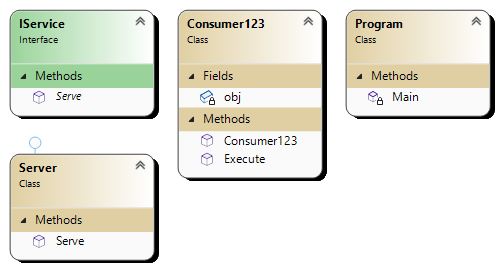 IService
Interface
Methods
Serve
Server
Class
Methods
Serve
Consumer123
Class
Fields
obj
Methods
Consumer123
Execute
Program
Class
Methods
Main